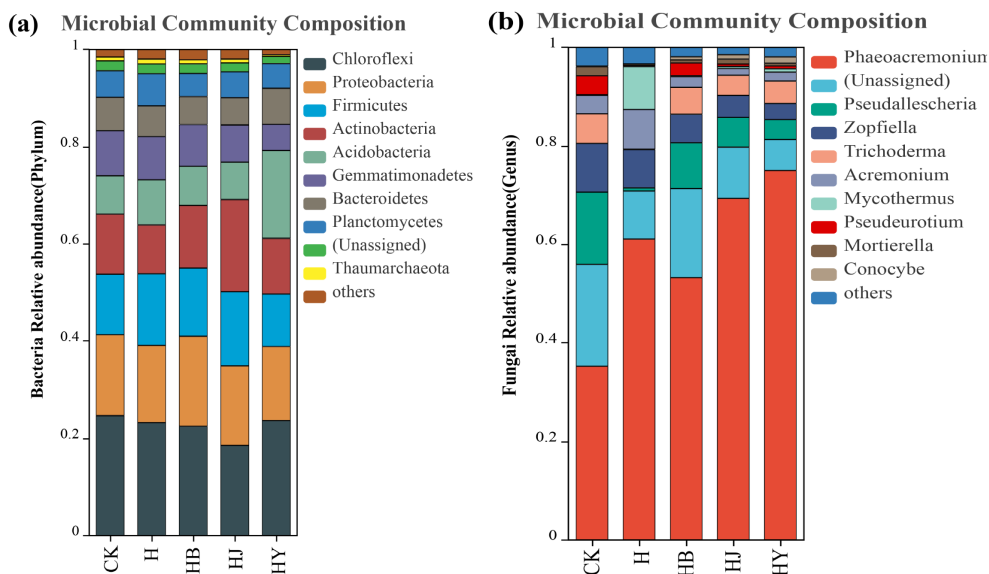 (a) Microbial Community Composition
Bacteria Relative abundance(Phylum)
1
0.8
0.6
0.4
0.2
0
CK
H
HB
HJ
HY
Chloroflexi
Proteobacteria
Firmicutes
Actinobacteria
Acidobacteria
Gemmatimonadetes
Bacteroidetes
Planctomycetes
(Unassigned)
Thaumarchaeota
others
(b) Microbial Community Composition
Fungai Relative abundance(Genus)
1
0.8
0.6
0.4
0.2
0
CK
H
HB
HJ
HY
Phaeoacremonium
(Unassigned)
Pseudallescheria
Zopfiella
Trichoderma
Acremonium
Mycothermus
Pseudeurotium
Mortierella
Conocybe
others